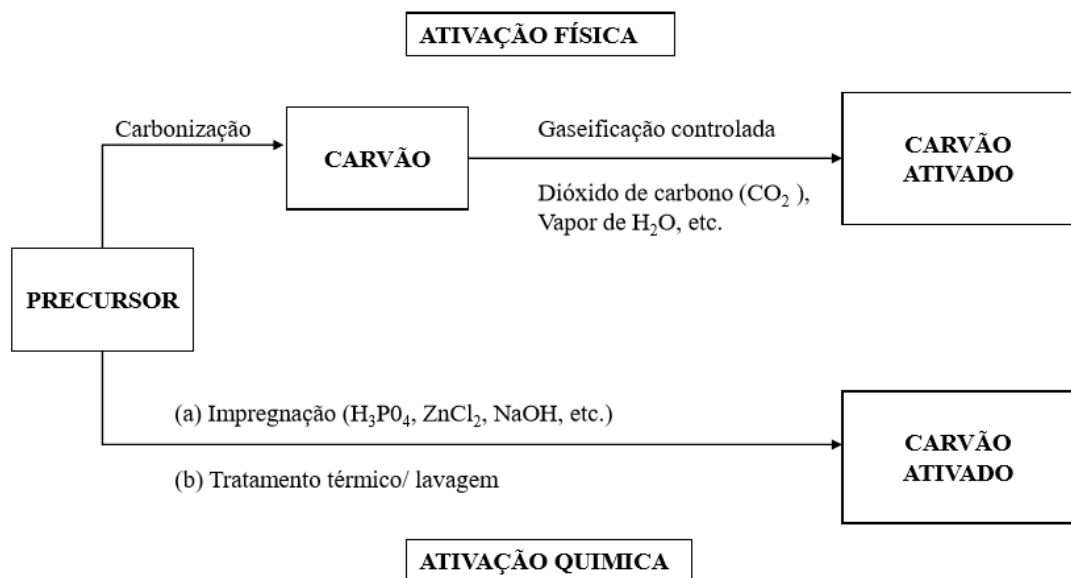 ATIVAÇÃO FÍSICA
Carbonização
CARVÃO
Gaseificação controlada
Dióxido de carbono (CO₂ ),
Vapor de H₂O, etc.
CARVÃO
ATIVADO
PRECURSOR
(a) Impregnação (H₃P0₄, ZnCl₂, NaOH, etc.)
(b) Tratamento térmico/ lavagem
CARVÃO
ATIVADO
ATIVAÇÃO QUIMICA